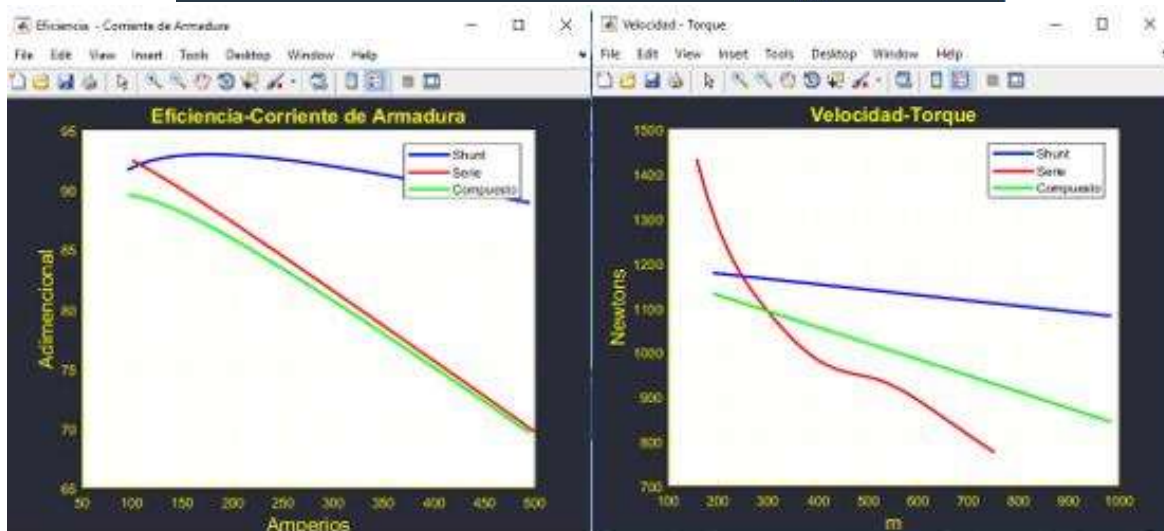 Eficiencia - Corriente de Armadura
File Edit View Insert Tools Desktop Window Help
Eficiencia-Corriente de Armadura
95
90
85
80
75
70
65
Adimencional
Shunt
Serie
Compuesto
50 100 150 200 250 300 350 400 450 500
Amperios
Velocidad - Torque
File Edit View Insert Tools Desktop Window Help
Velocidad-Torque
1500
1400
1300
1200
1100
1000
900
800
700
Newtons
Shunt
Serie
Compuesto
100 200 300 400 500 600 700 800 900 1000
m